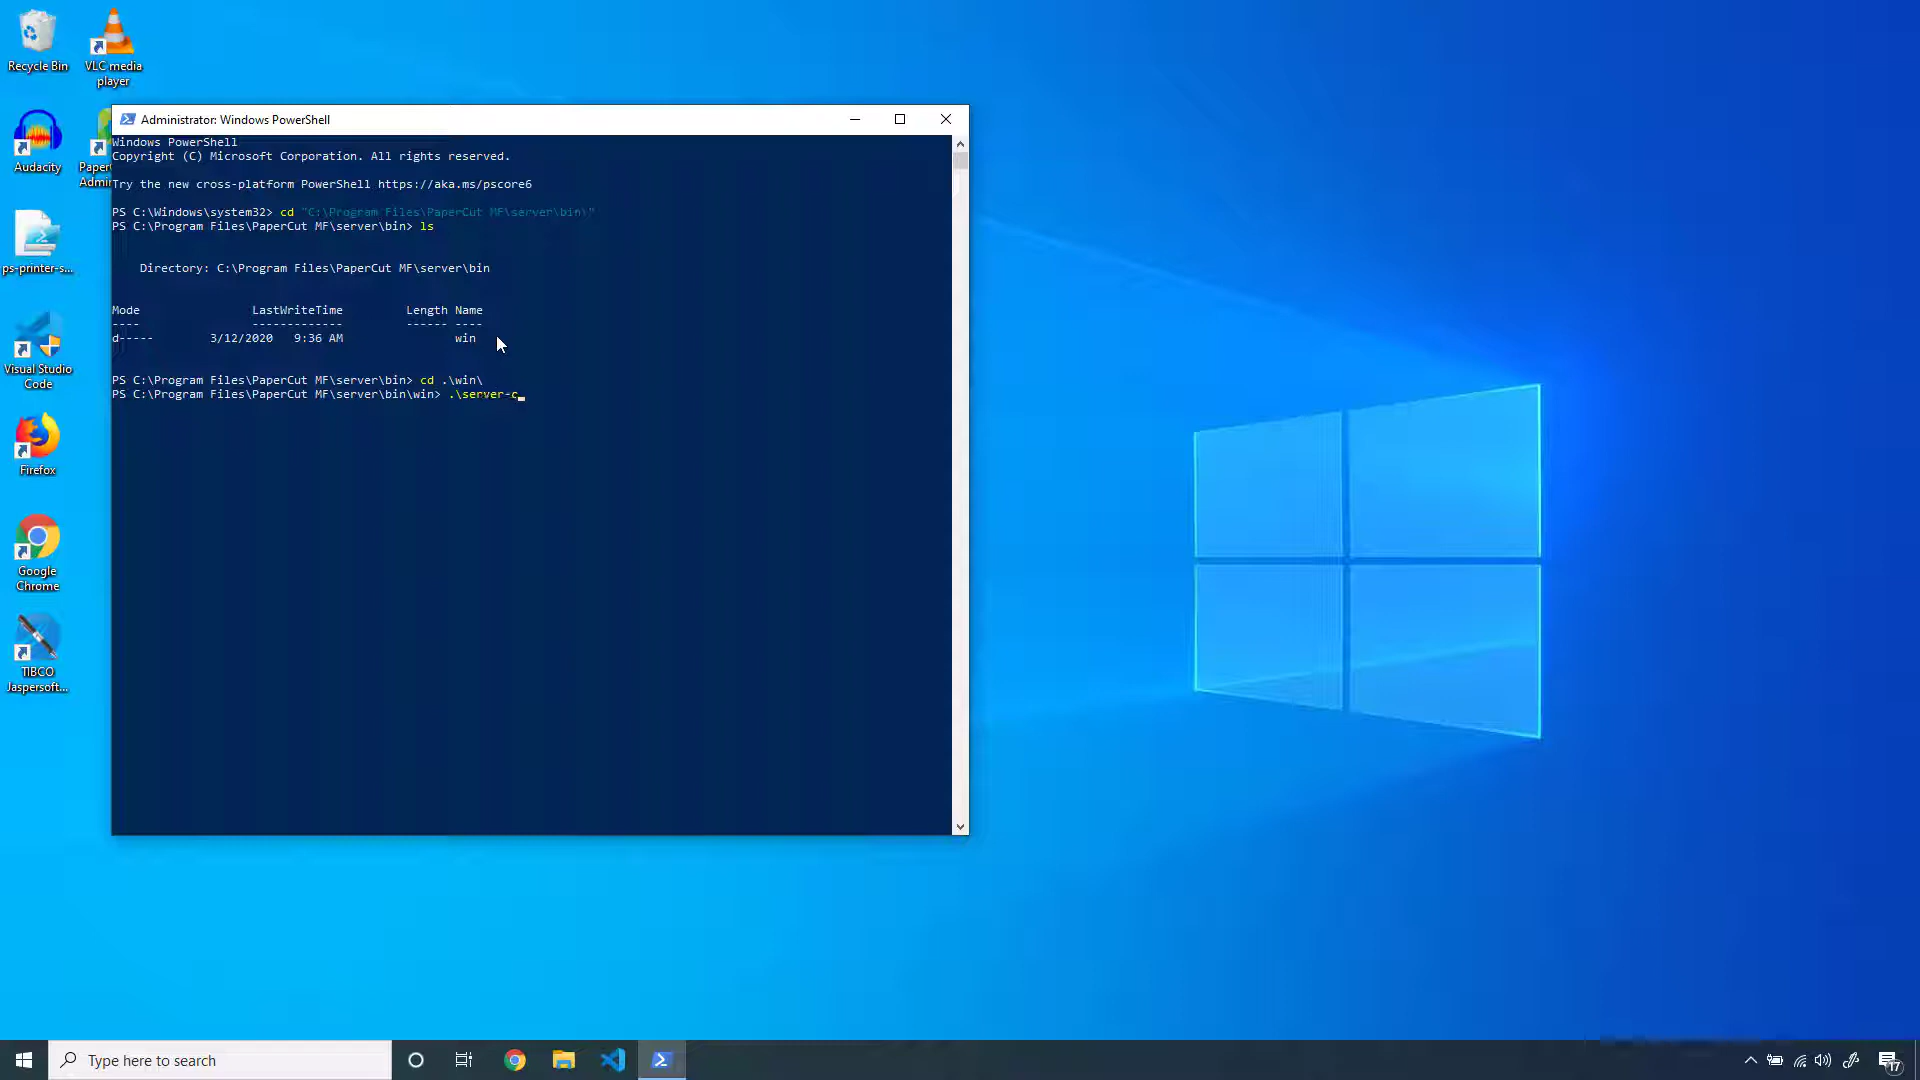 Recycle Bin
VLC media
player
Audacity
ps-printer-s...
Visual Studio
Code
Firefox
Google
Chrome
TIBCO
Jaspersoft...
Administrator: Windows PowerShell
Windows PowerShell
Copyright (C) Microsoft Corporation. All rights reserved.
Try the new cross-platform PowerShell https://aka.ms/pscore6
PS C:\Windows\system32> cd "C:\Program Files\PaperCut MF\server\bin\"
PS C:\Program Files\PaperCut MF\server\bin> ls
Directory: C:\Program Files\PaperCut MF\server\bin
Mode LastWriteTime Length Name
---- ------------- ------ ----
d----- 3/12/2020 9:36 AM win
PS C:\Program Files\PaperCut MF\server\bin> cd .\win\
PS C:\Program Files\PaperCut MF\server\bin\win> .\server-c
Type here to search
17